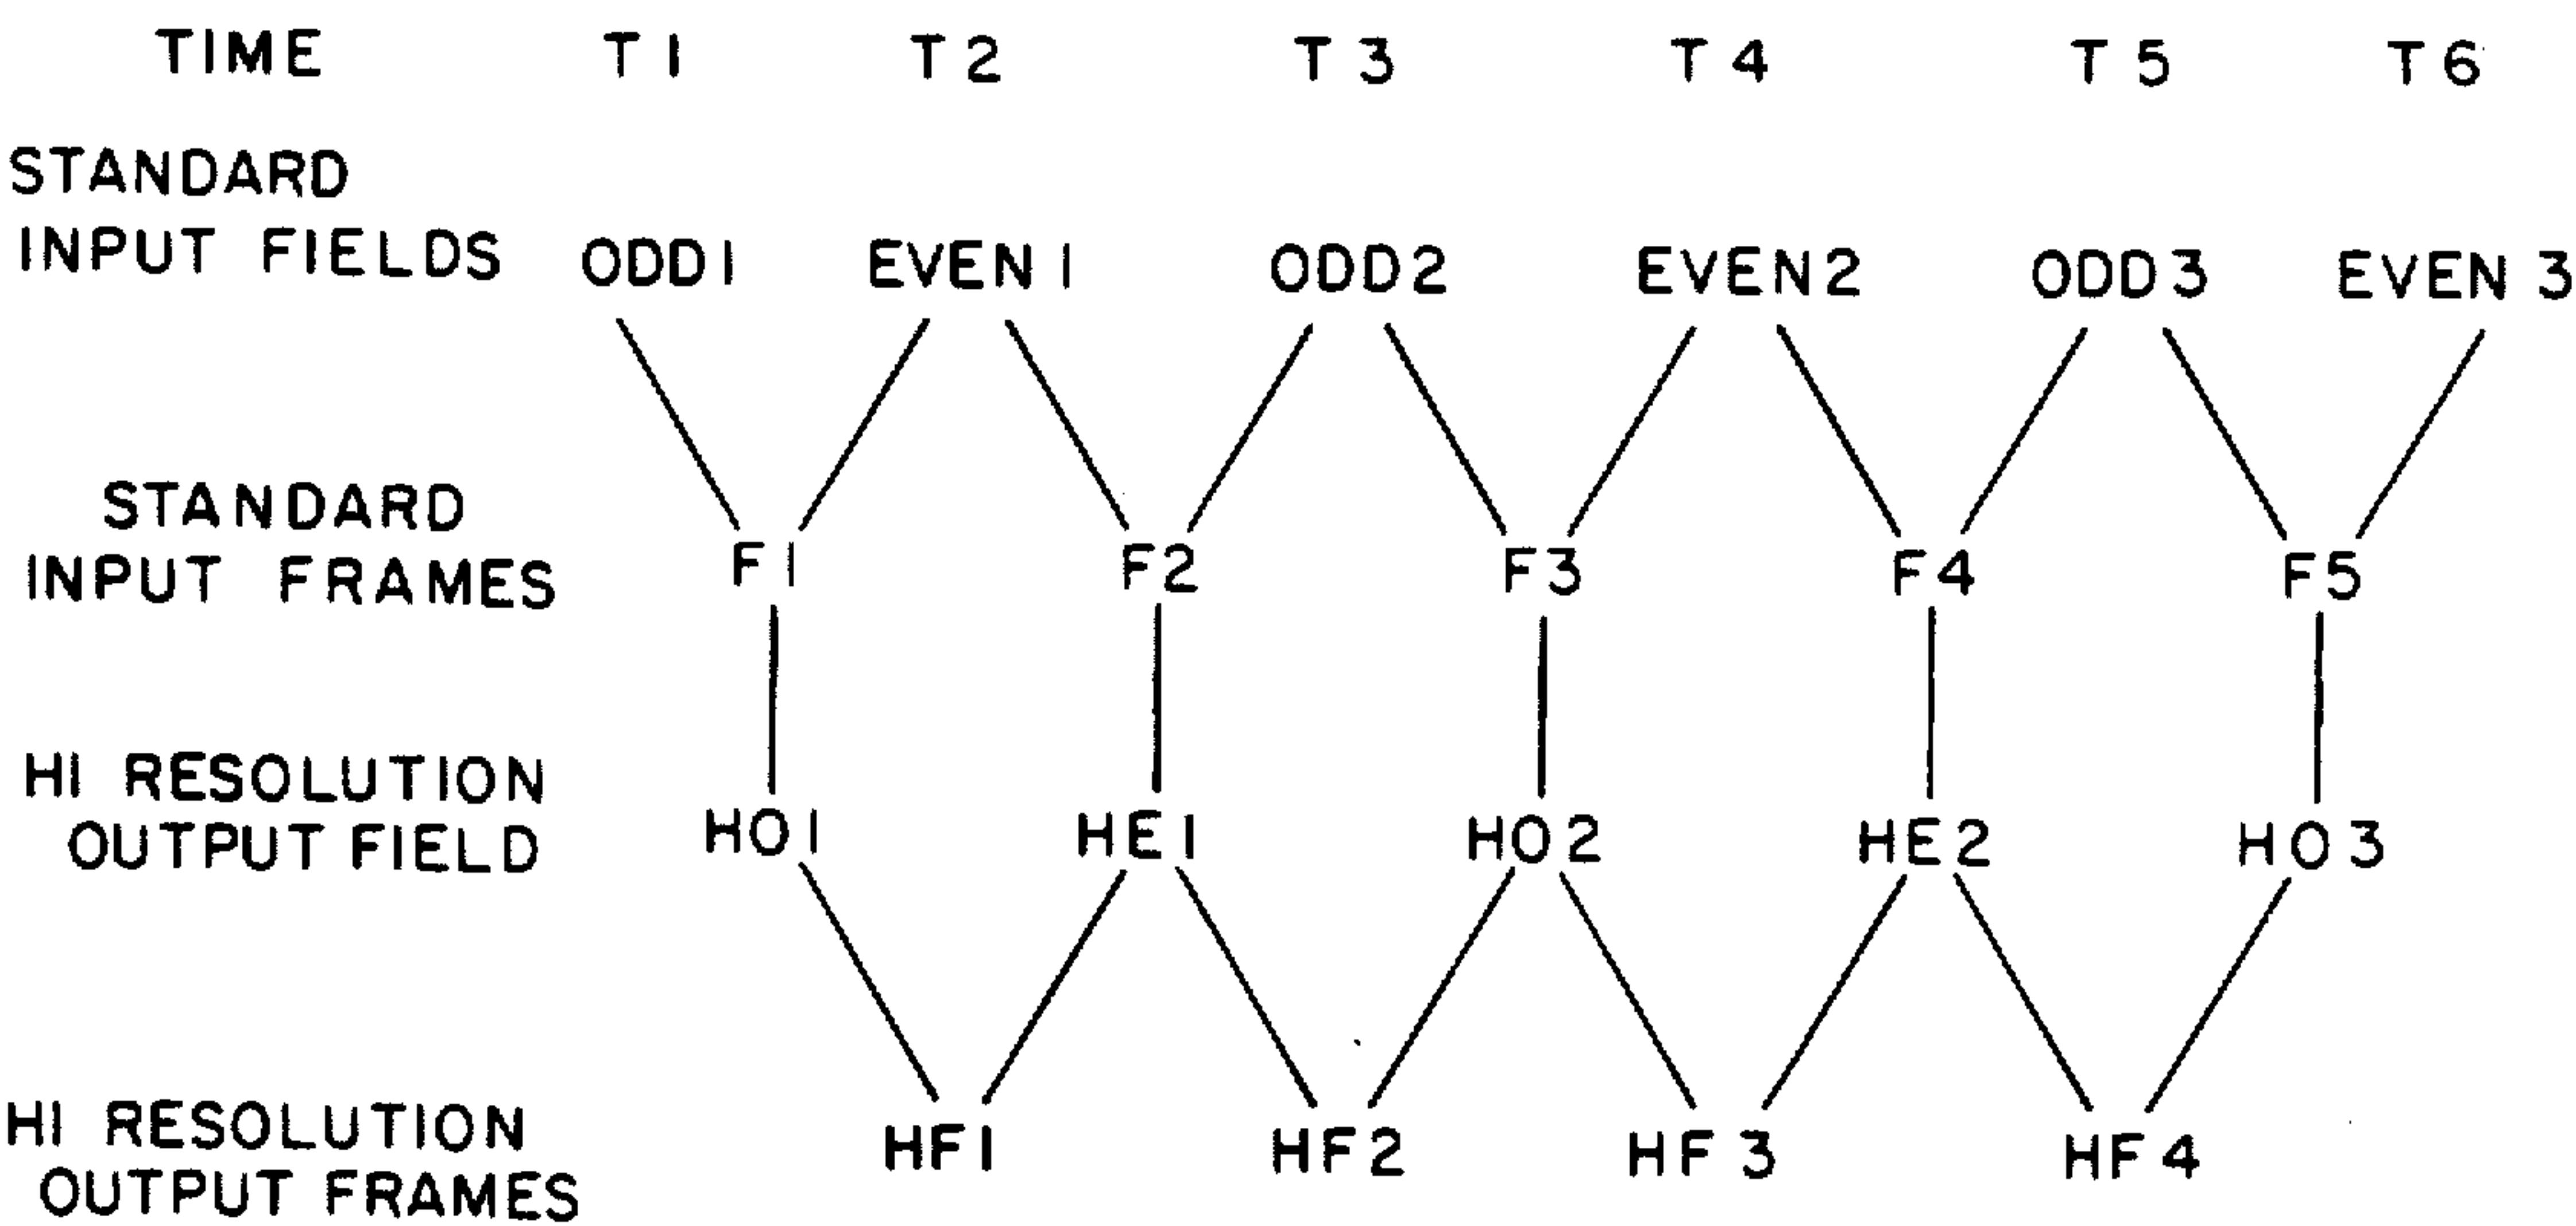 TIME T1 T2 T3 T4 T5 T6
STANDARD
INPUT FIELDS ODD1 EVEN1 ODD2 EVEN2 ODD3 EVEN3
STANDARD
INPUT FRAMES F1 F2 F3 F4 F5
HI RESOLUTION
OUTPUT FIELD HO1 HE1 HO2 HE2 HO3
HI RESOLUTION
OUTPUT FRAMES HF1 HF2 HF3 HF4